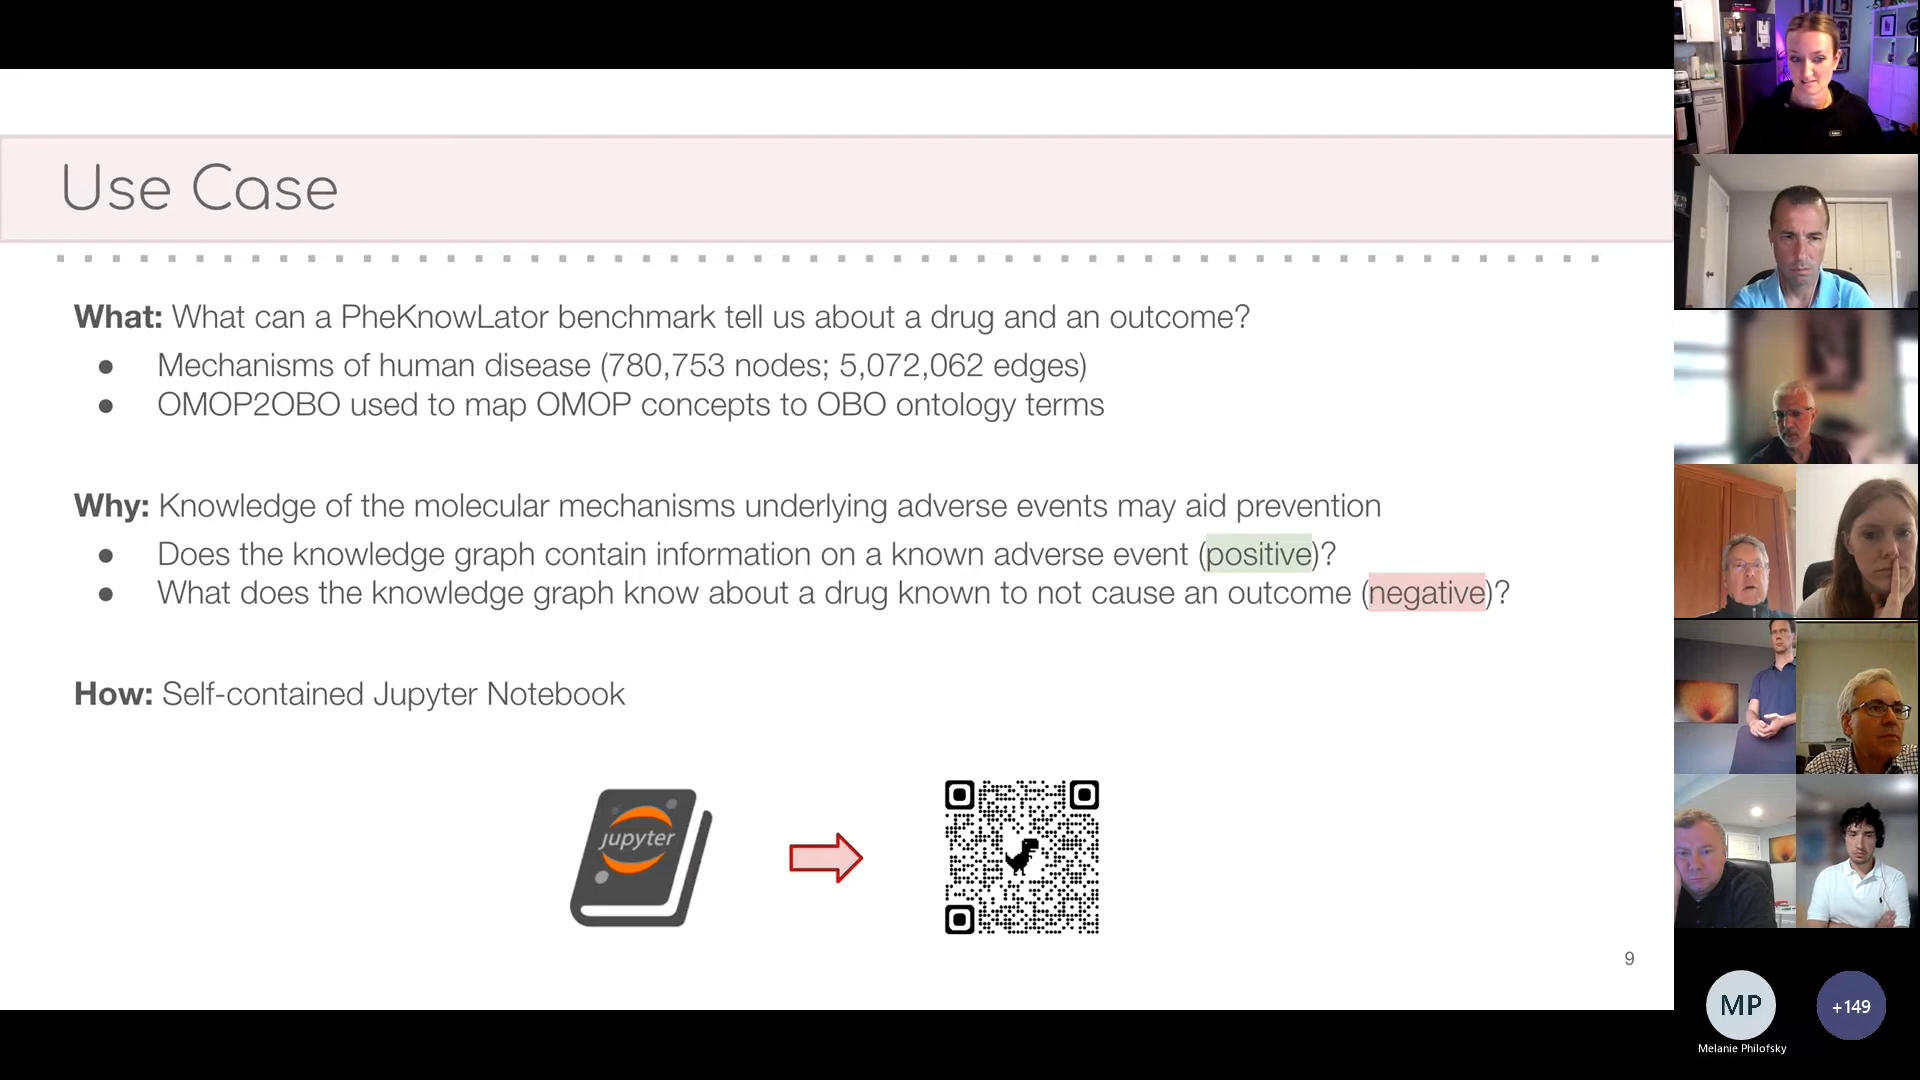 Use Case
What: What can a PheKnowLator benchmark tell us about a drug and an outcome?
● Mechanisms of human disease (780,753 nodes; 5,072,062 edges)
● OMOP2OBO used to map OMOP concepts to OBO ontology terms
Why: Knowledge of the molecular mechanisms underlying adverse events may aid prevention
● Does the knowledge graph contain information on a known adverse event (positive)?
● What does the knowledge graph know about a drug known to not cause an outcome (negative)?
How: Self-contained Jupyter Notebook
jupyter
9
MP
+149
Melanie Philofsky